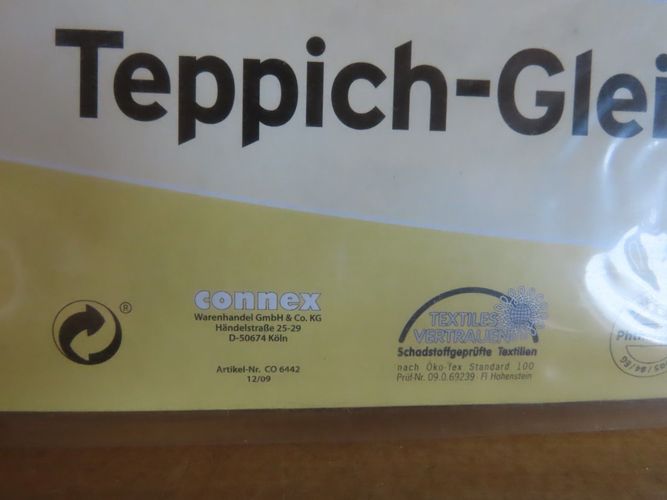 Teppich-Glei
®
connex
Warenhandel GmbH & Co. KG
Händelstraße 25-29
D-50674 Köln
Artikel-Nr. CO 6442
12/09
TEXTILES
VERTRAUEN
Schadstoffgeprüfte Textilien
nach Öko-Tex Standard 100
Prüf-Nr. 09.0.69239 · FI Hohenstein